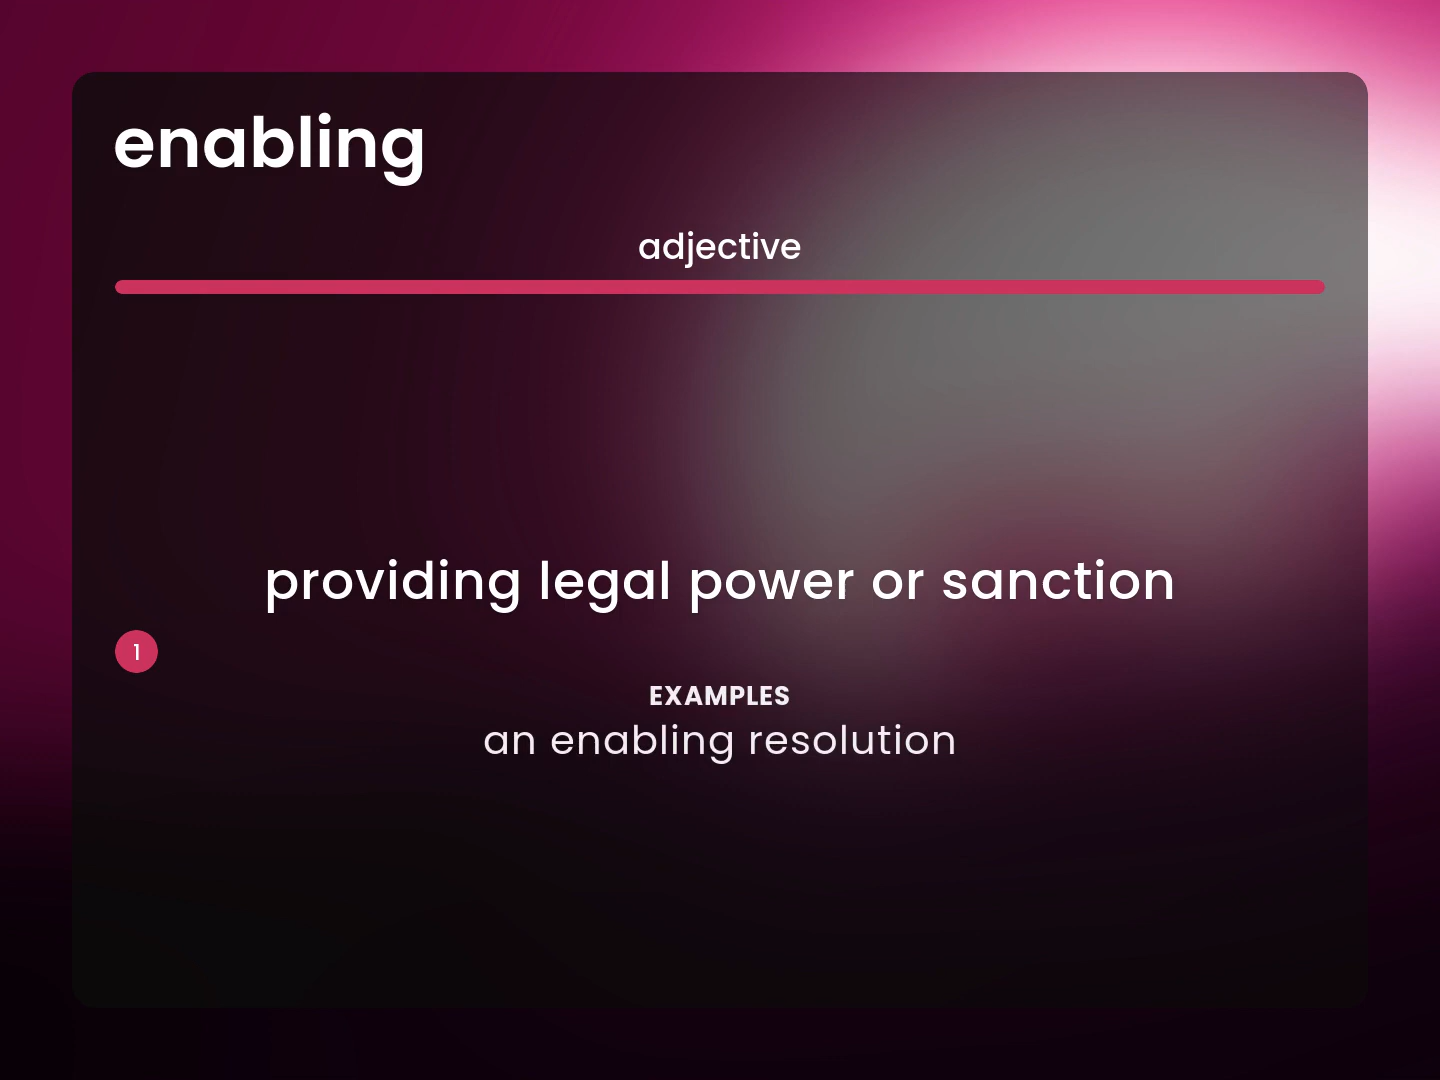 enabling
adjective
providing legal power or sanction
1
EXAMPLES
an enabling resolution